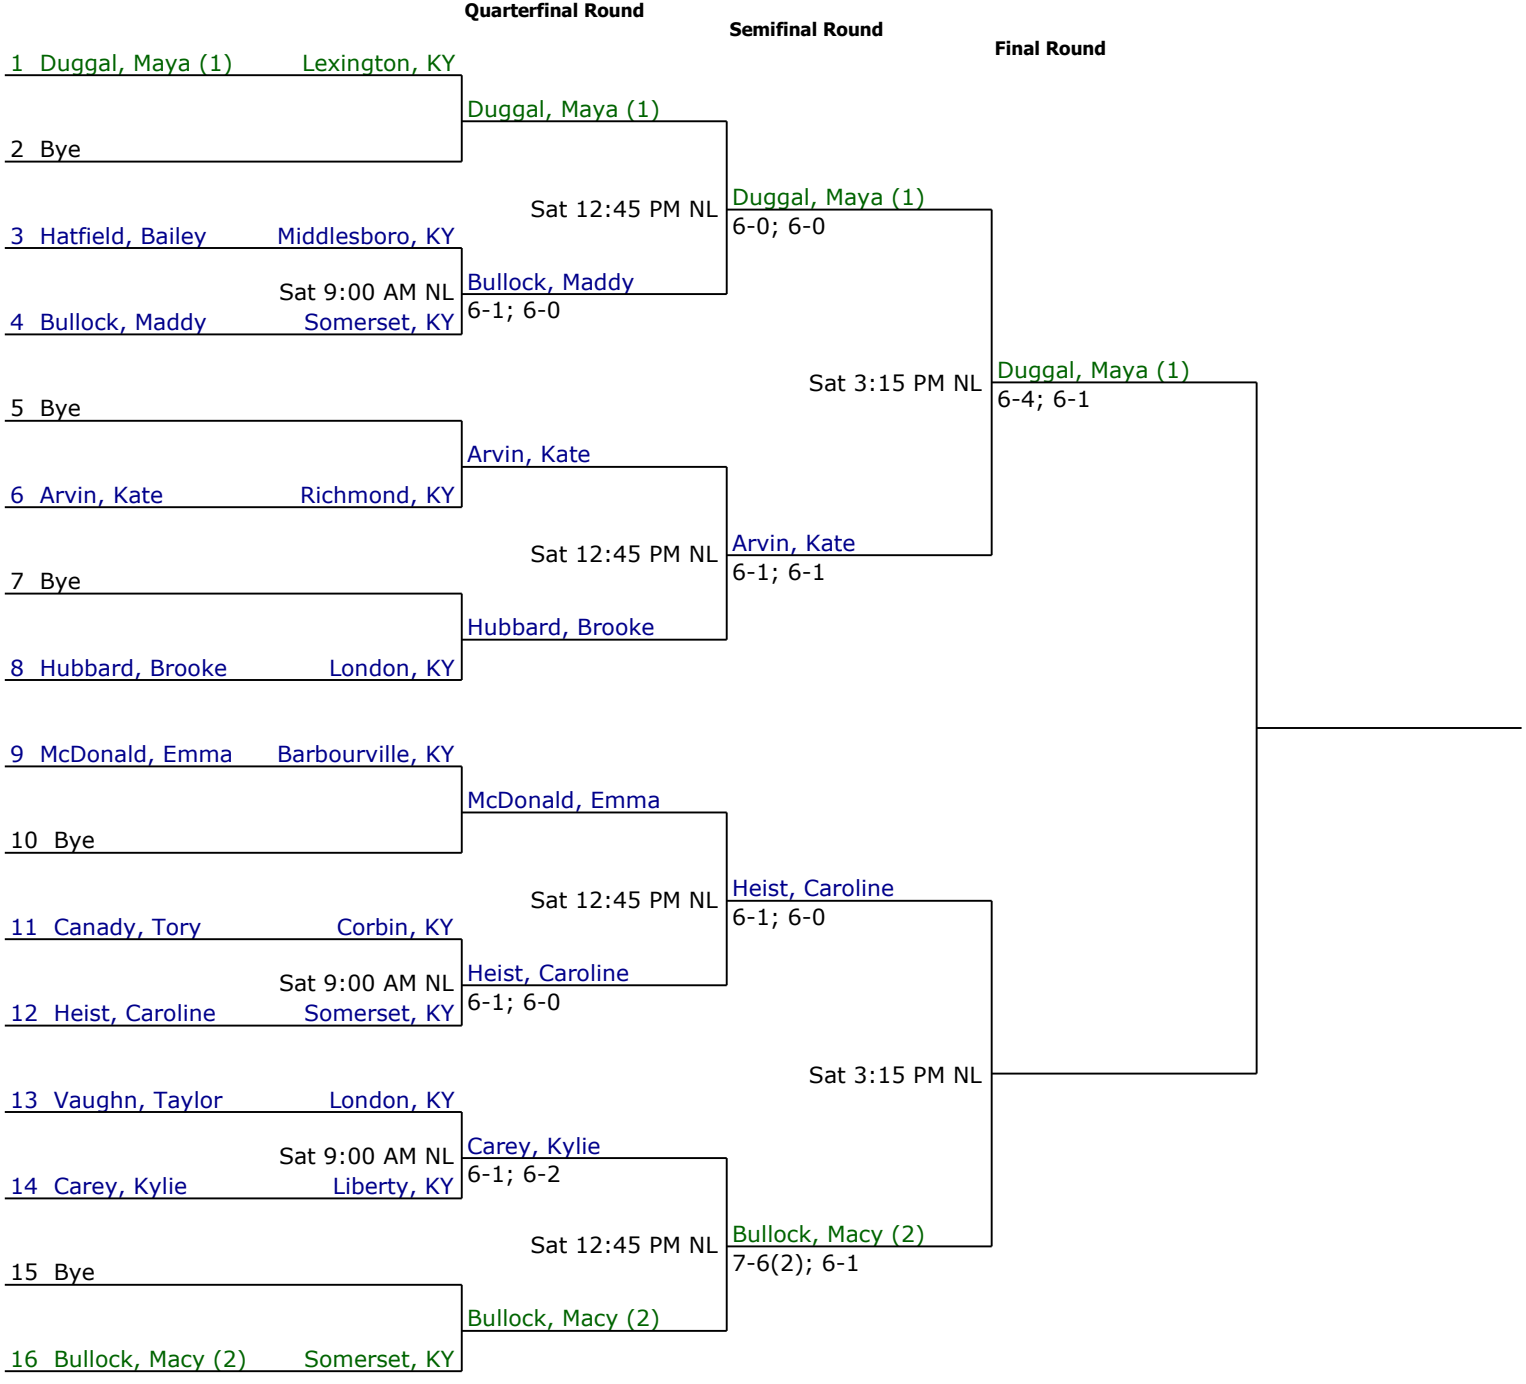 Quarterfinal Round
Semifinal Round
Final Round
1 Duggal, Maya (1) Lexington, KY
Duggal, Maya (1)
2 Bye
Sat 12:45 PM NL
Duggal, Maya (1)
6-0; 6-0
3 Hatfield, Bailey Middlesboro, KY
Sat 9:00 AM NL
Bullock, Maddy
6-1; 6-0
4 Bullock, Maddy Somerset, KY
Sat 3:15 PM NL
Duggal, Maya (1)
6-4; 6-1
5 Bye
Arvin, Kate
6 Arvin, Kate Richmond, KY
Sat 12:45 PM NL
Arvin, Kate
6-1; 6-1
7 Bye
Hubbard, Brooke
8 Hubbard, Brooke London, KY
9 McDonald, Emma Barbourville, KY
McDonald, Emma
10 Bye
Sat 12:45 PM NL
Heist, Caroline
6-1; 6-0
11 Canady, Tory Corbin, KY
Sat 9:00 AM NL
Heist, Caroline
6-1; 6-0
12 Heist, Caroline Somerset, KY
Sat 3:15 PM NL
13 Vaughn, Taylor London, KY
Sat 9:00 AM NL
Carey, Kylie
6-1; 6-2
14 Carey, Kylie Liberty, KY
Sat 12:45 PM NL
Bullock, Macy (2)
7-6(2); 6-1
15 Bye
Bullock, Macy (2)
16 Bullock, Macy (2) Somerset, KY